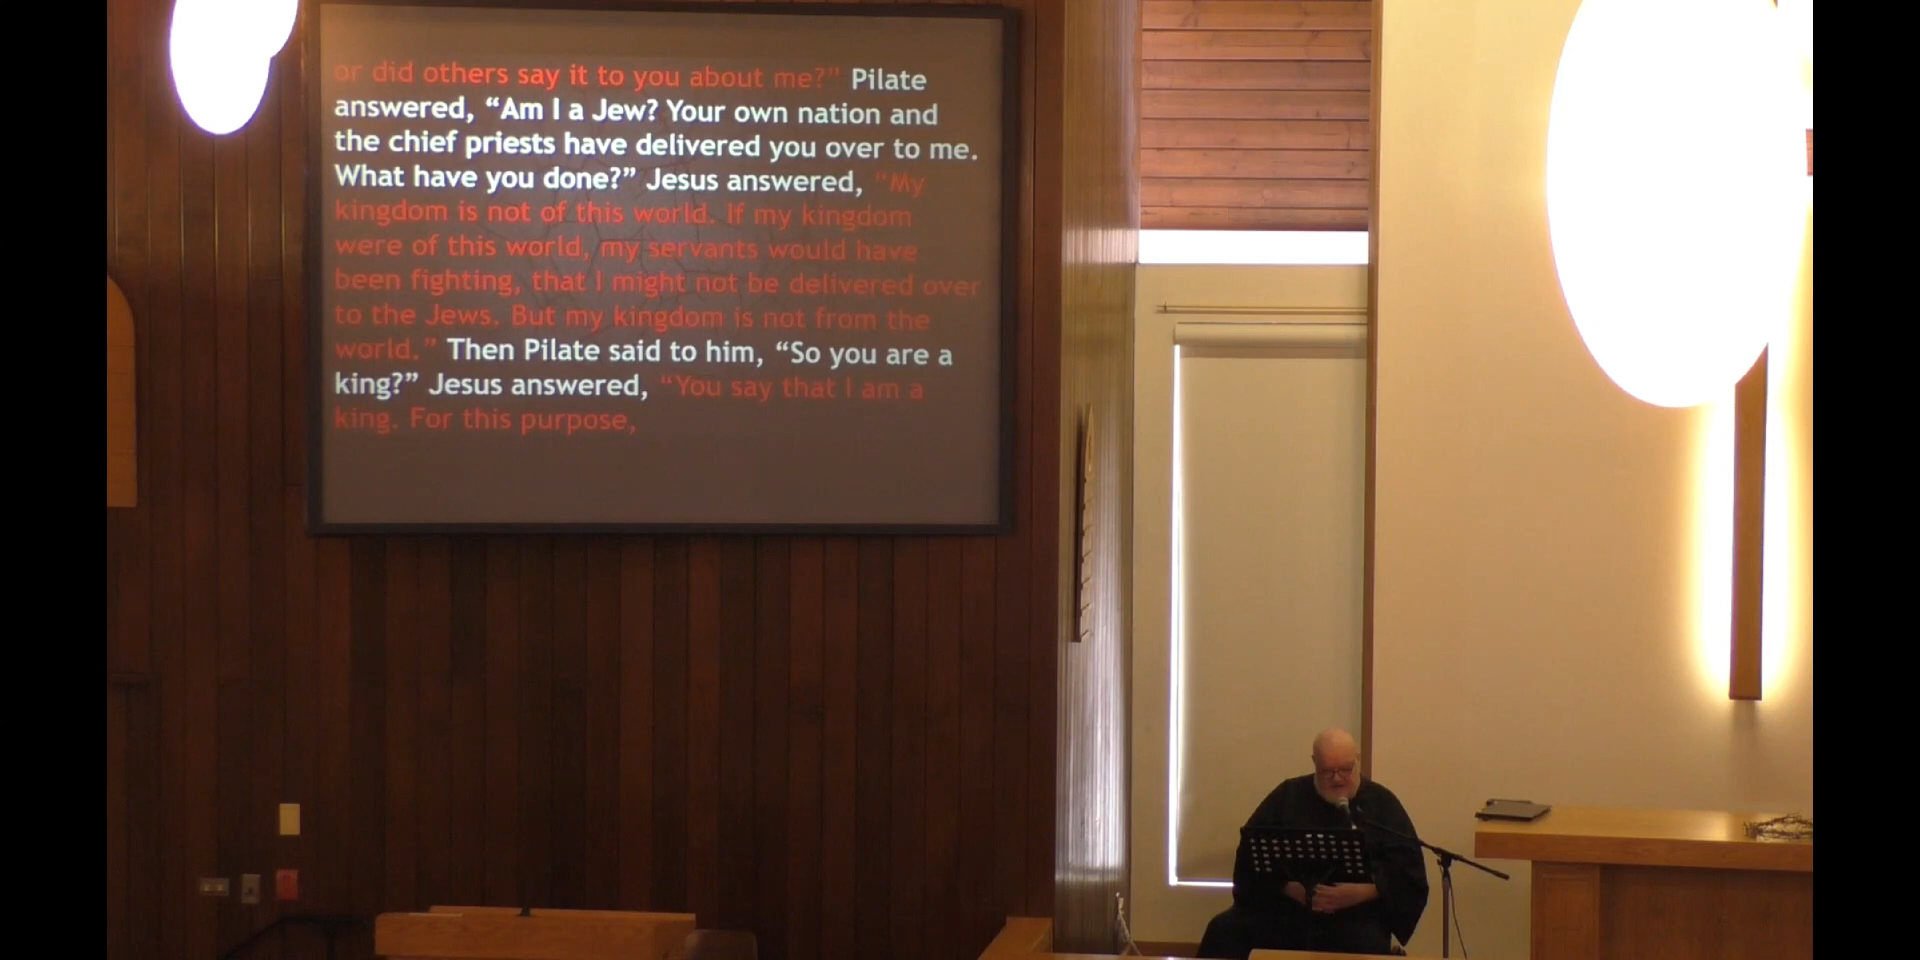 or did others say it to you about me?” Pilate
answered, “Am I a Jew? Your own nation and
the chief priests have delivered you over to me.
What have you done?” Jesus answered, “My
kingdom is not of this world. If my kingdom
were of this world, my servants would have
been fighting, that I might not be delivered over
to the Jews. But my kingdom is not from the
world.” Then Pilate said to him, “So you are a
king?” Jesus answered, “You say that I am a
king. For this purpose,